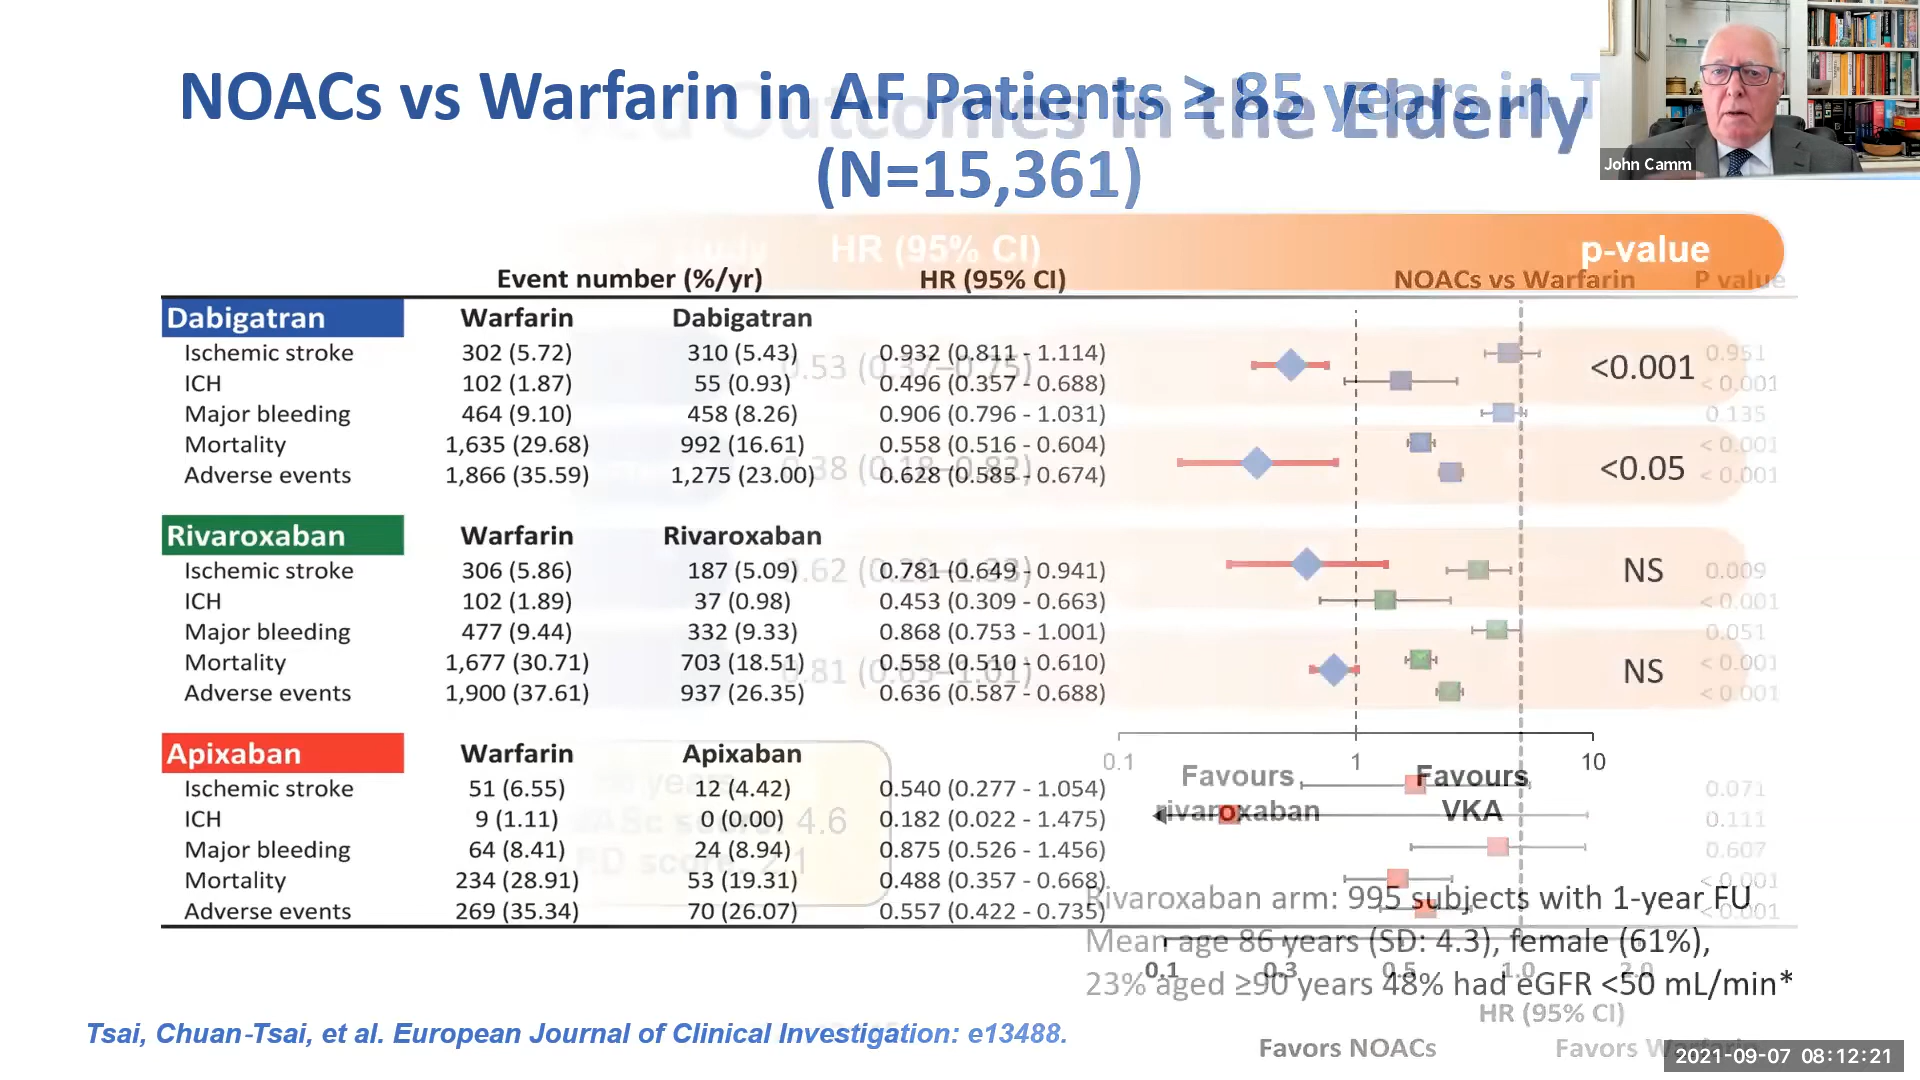 NOACs vs Warfarin in AF Patients ≥ 85 years in T
Outcomes in the Elderly
(N=15,361)
John Camm
HR (95% CI) p-value
Event number (%/yr) HR (95% CI) NOACs vs Warfarin P value
Dabigatran Warfarin Dabigatran
Ischemic stroke 302 (5.72) 310 (5.43) 0.932 (0.811 - 1.114) 0.951
<0.001
ICH 102 (1.87) 55 (0.93) 0.496 (0.357 - 0.688) < 0.001
Major bleeding 464 (9.10) 458 (8.26) 0.906 (0.796 - 1.031) 0.135
Mortality 1,635 (29.68) 992 (16.61) 0.558 (0.516 - 0.604) < 0.001
<0.05
Adverse events 1,866 (35.59) 1,275 (23.00) 0.628 (0.585 - 0.674) < 0.001
Rivaroxaban Warfarin Rivaroxaban
Ischemic stroke 306 (5.86) 187 (5.09) 0.781 (0.649 - 0.941) NS 0.009
ICH 102 (1.89) 37 (0.98) 0.453 (0.309 - 0.663) < 0.001
Major bleeding 477 (9.44) 332 (9.33) 0.868 (0.753 - 1.001) 0.051
Mortality 1,677 (30.71) 703 (18.51) 0.558 (0.510 - 0.610) < 0.001
NS
Adverse events 1,900 (37.61) 937 (26.35) 0.636 (0.587 - 0.688) < 0.001
Apixaban Warfarin Apixaban
0.1 1 10
Favours rivaroxaban Favours VKA
Ischemic stroke 51 (6.55) 12 (4.42) 0.540 (0.277 - 1.054) 0.071
ICH 9 (1.11) 0 (0.00) 0.182 (0.022 - 1.475) 0.111
score: 4.6
Major bleeding 64 (8.41) 24 (8.94) 0.875 (0.526 - 1.456) 0.607
score: 2.1
Mortality 234 (28.91) 53 (19.31) 0.488 (0.357 - 0.668) < 0.001
Adverse events 269 (35.34) 70 (26.07) 0.557 (0.422 - 0.735) < 0.001
Rivaroxaban arm: 995 subjects with 1-year FU
Mean age 86 years (SD: 4.3), female (61%),
0.1 0.3 0.5 1.0 2.0
23% aged ≥90 years 48% had eGFR <50 mL/min*
HR (95% CI)
Tsai, Chuan-Tsai, et al. European Journal of Clinical Investigation: e13488.
Favors NOACs Favors
2021-09-07 08:12:21